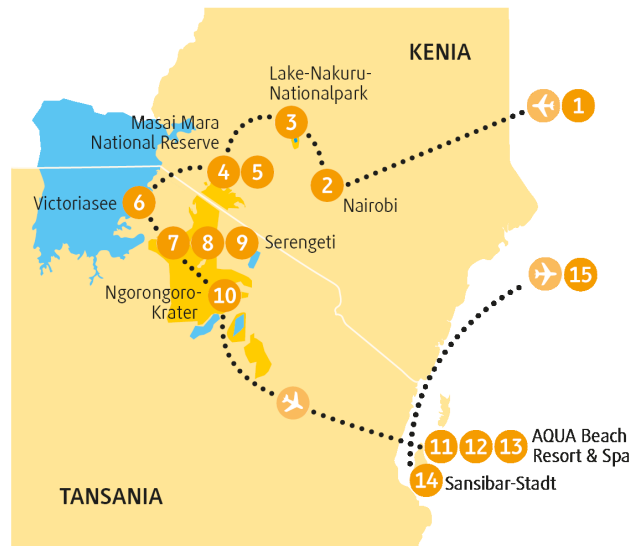 KENIA
Lake-Nakuru-
Nationalpark
1
3
Masai Mara
National Reserve
4 5
2
Nairobi
Victoriasee
6
7 8 9
Serengeti
15
Ngorongoro-
Krater
10
11 12 13
AQUA Beach
Resort & Spa
14
Sansibar-Stadt
TANSANIA